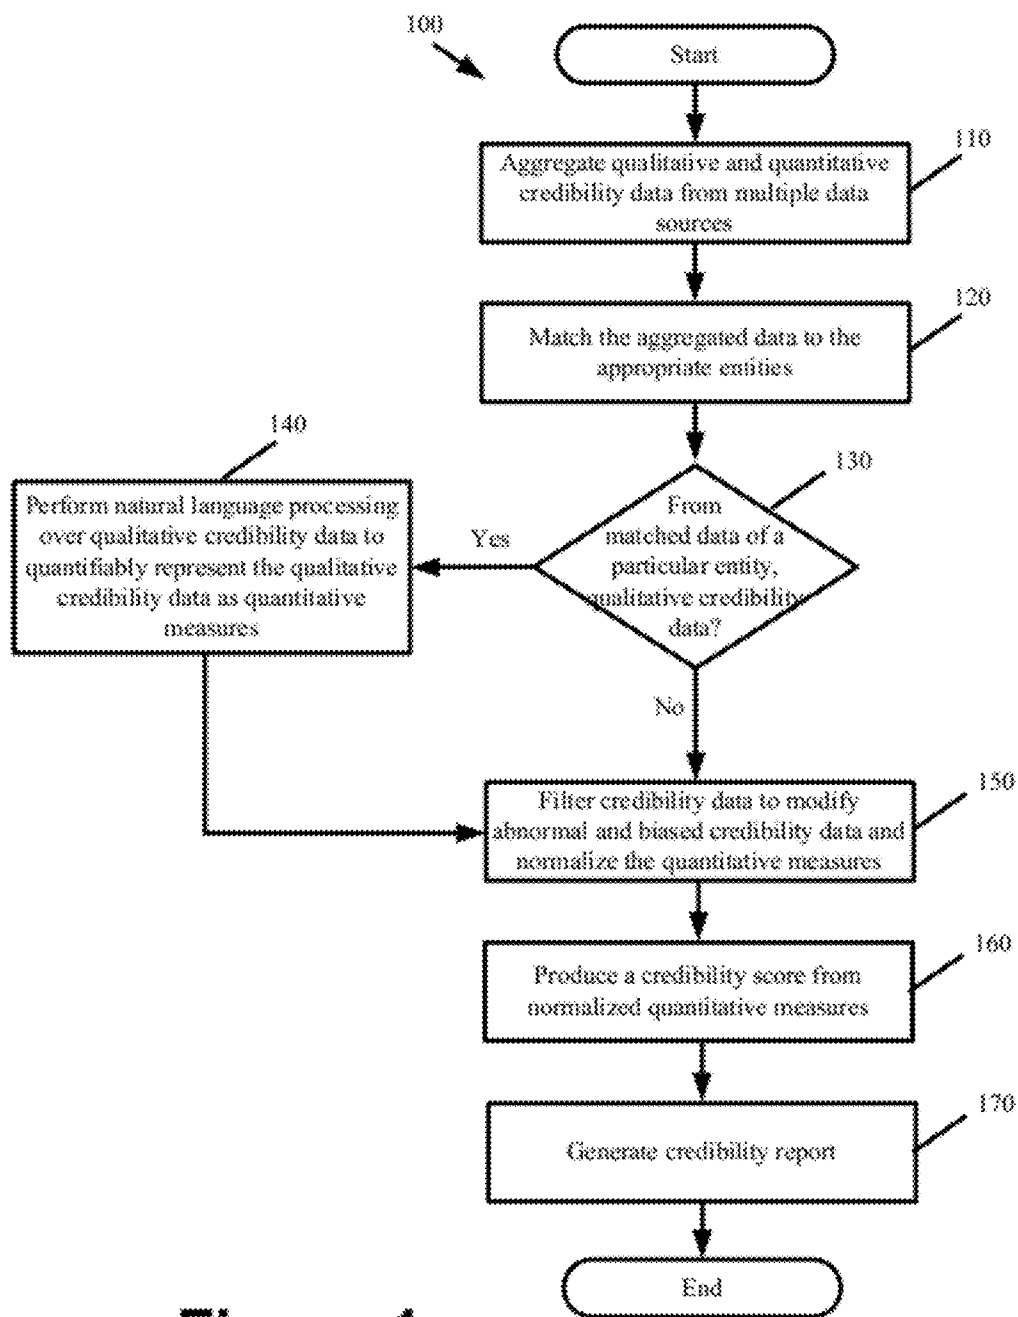 100
Start
110
Aggregate qualitative and quantitative
credibility data from multiple data
sources
120
Match the aggregated data to the
appropriate entities
140
130
Perform natural language processing
over qualitative credibility data to
quantifiably represent the qualitative
credibility data as quantitative
measures
Yes
From
matched data of a
particular entity,
qualitative credibility
data?
No
150
Filter credibility data to modify
abnormal and biased credibility data and
normalize the quantitative measures
160
Produce a credibility score from
normalized quantitative measures
170
Generate credibility report
End